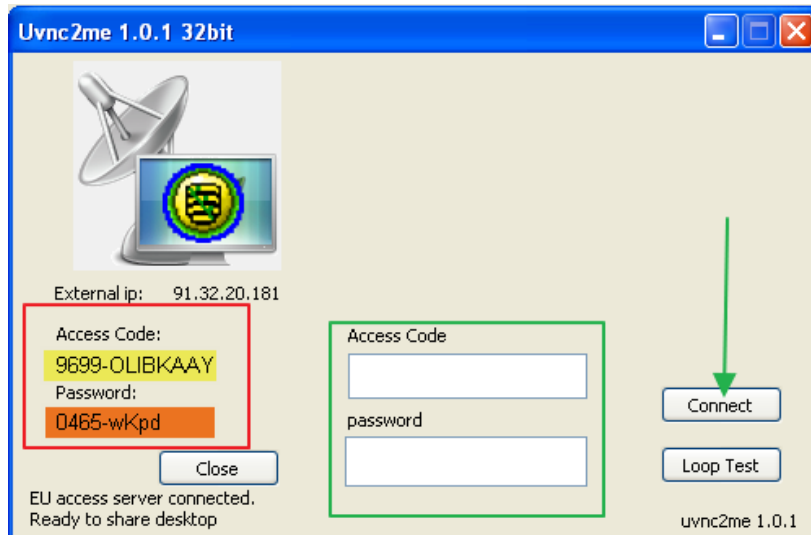 Uvnc2me 1.0.1 32bit
External ip: 91.32.20.181
Access Code:
9699-OLIBKAAY
Password:
0465-wKpd
Close
EU access server connected.
Ready to share desktop
Access Code
password
Connect
Loop Test
uvnc2me 1.0.1